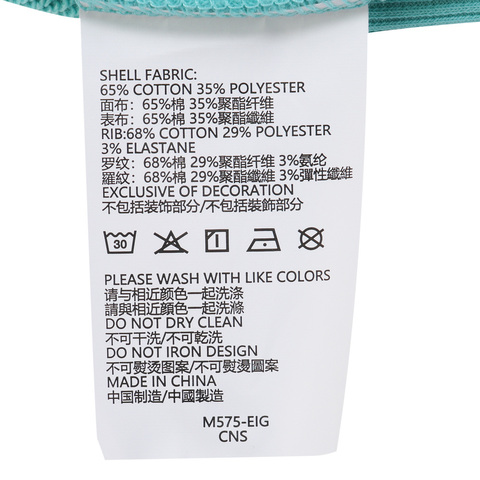 SHELL FABRIC:
65% COTTON 35% POLYESTER
面布：65%棉 35%聚酯纤维
表布：65%棉 35%聚酯纖維
RIB:68% COTTON 29% POLYESTER
3% ELASTANE
罗纹：68%棉 29%聚酯纤维 3%氨纶
羅紋：68%棉 29%聚酯纖維 3%彈性纖維
EXCLUSIVE OF DECORATION
不包括装饰部分/不包括裝飾部分
30
PLEASE WASH WITH LIKE COLORS
请与相近颜色一起洗涤
請與相近顏色一起洗滌
DO NOT DRY CLEAN
不可干洗/不可乾洗
DO NOT IRON DESIGN
不可熨烫图案/不可熨燙圖案
MADE IN CHINA
中国制造/中國製造
M575-EIG
CNS